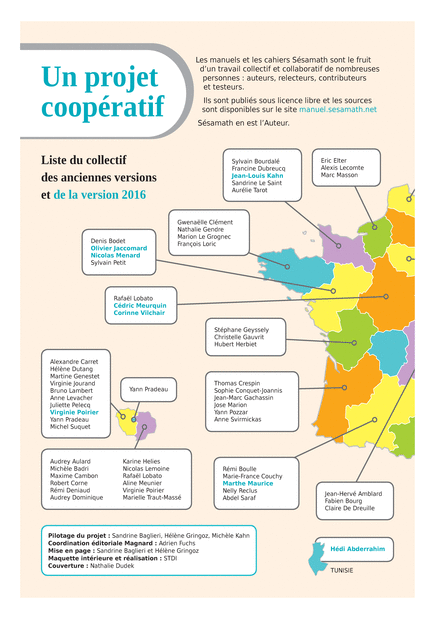 Un projet
coopératif
Les manuels et les cahiers Sésamath sont le fruit
d'un travail collectif et collaboratif de nombreuses
personnes : auteurs, relecteurs, contributeurs
et testeurs.
Ils sont publiés sous licence libre et les sources
sont disponibles sur le site manuel.sesamath.net
Sésamath en est l'Auteur.
Liste du collectif
des anciennes versions
et de la version 2016
Sylvain Bourdalé
Francine Dubreucq
Jean-Louis Kahn
Sandrine Le Saint
Aurélie Tarot
Eric Elter
Alexis Lecomte
Marc Masson
Gwenaëlle Clément
Nathalie Gendre
Marion Le Grognec
François Loric
Denis Bodet
Olivier Jaccomard
Nicolas Menard
Sylvain Petit
Rafaël Lobato
Cédric Meurquin
Corinne Vilchair
Stéphane Geyssely
Christelle Gauvrit
Hubert Herbiet
Alexandre Carret
Hélène Dutang
Martine Genestet
Virginie Jourand
Bruno Lambert
Anne Levacher
Juliette Pelecq
Virginie Poirier
Yann Pradeau
Michel Suquet
Yann Pradeau
Thomas Crespin
Sophie Conquet-Joannis
Jean-Marc Gachassin
Jose Marion
Yann Pozzar
Anne Svirmickas
Audrey Aulard
Michèle Badri
Maxime Cambon
Robert Corne
Rémi Deniaud
Audrey Dominique
Karine Helies
Nicolas Lemoine
Rafaël Lobato
Aline Meunier
Virginie Poirier
Marielle Traut-Massé
Rémi Boulle
Marie-France Couchy
Marthe Maurice
Nelly Reclus
Abdel Saraf
Jean-Hervé Amblard
Fabien Bourg
Claire De Dreuille
Pilotage du projet : Sandrine Baglieri, Hélène Gringoz, Michèle Kahn
Coordination éditoriale Magnard : Adrien Fuchs
Mise en page : Sandrine Baglieri et Hélène Gringoz
Maquette intérieure et réalisation : STDI
Couverture : Nathalie Dudek
Hédi Abderrahim
TUNISIE